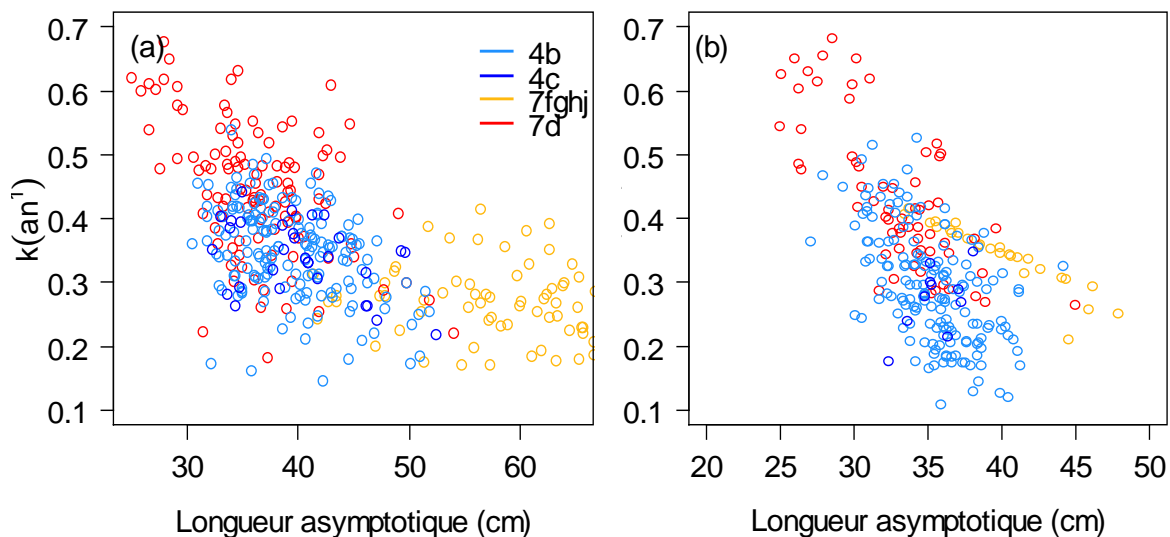 (a)
4b
4c
7fghj
7d
k(an⁻¹)
0.7
0.6
0.5
0.4
0.3
0.2
0.1
30 40 50 60
Longueur asymptotique (cm)
(b)
0.7
0.6
0.5
0.4
0.3
0.2
0.1
20 25 30 35 40 45 50
Longueur asymptotique (cm)